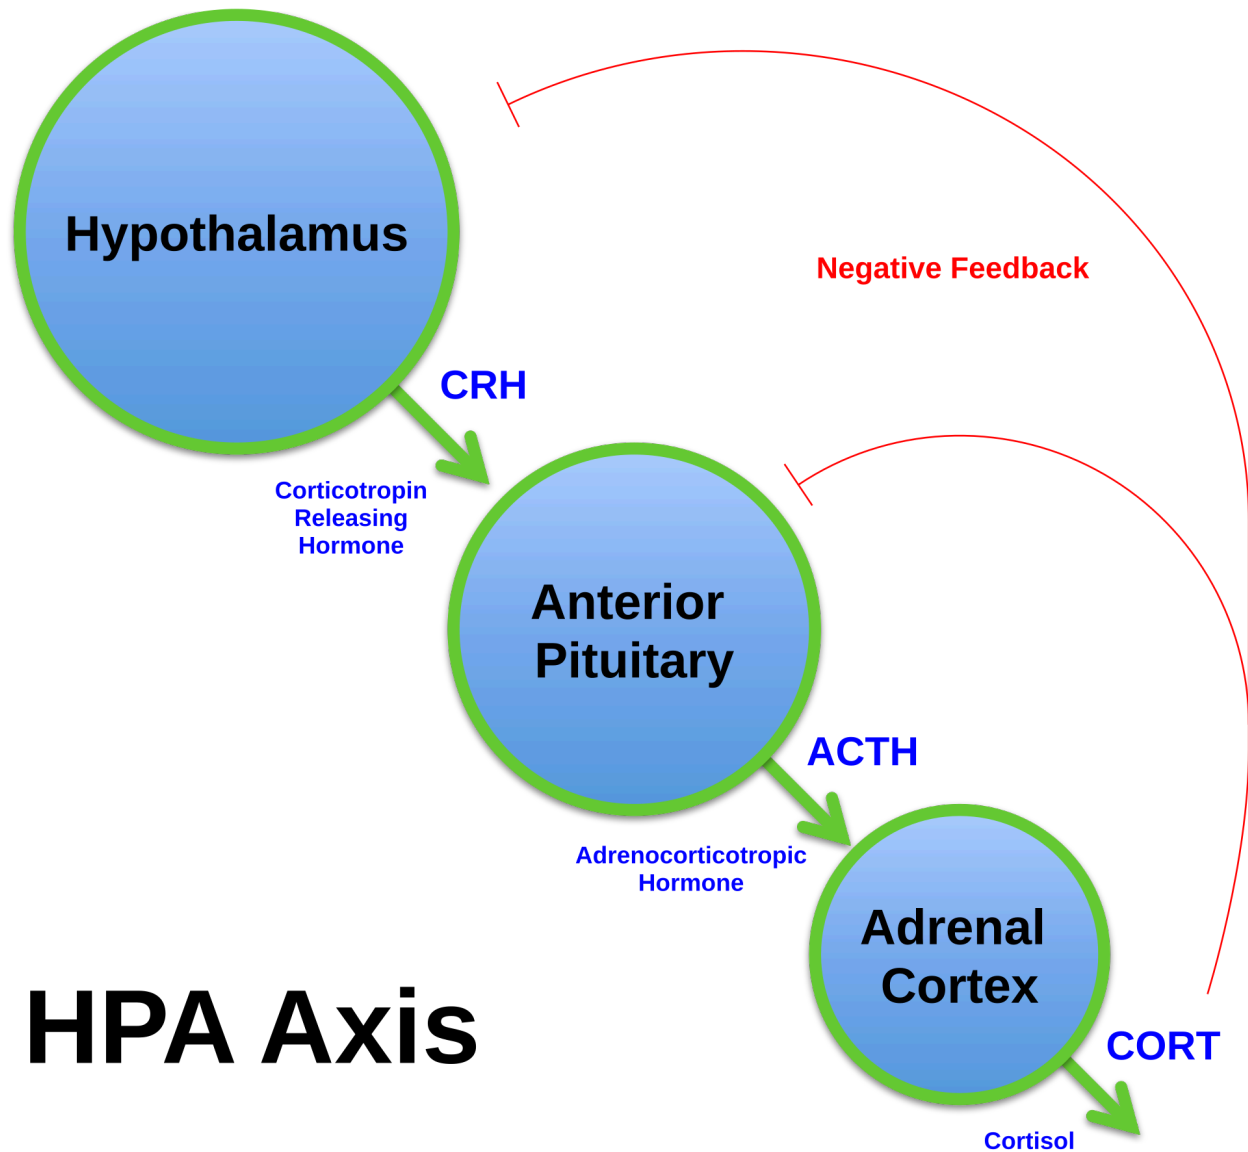 Hypothalamus
Negative Feedback
CRH
Corticotropin
Releasing
Hormone
Anterior
Pituitary
ACTH
Adrenocorticotropic
Hormone
Adrenal
Cortex
HPA Axis
CORT
Cortisol